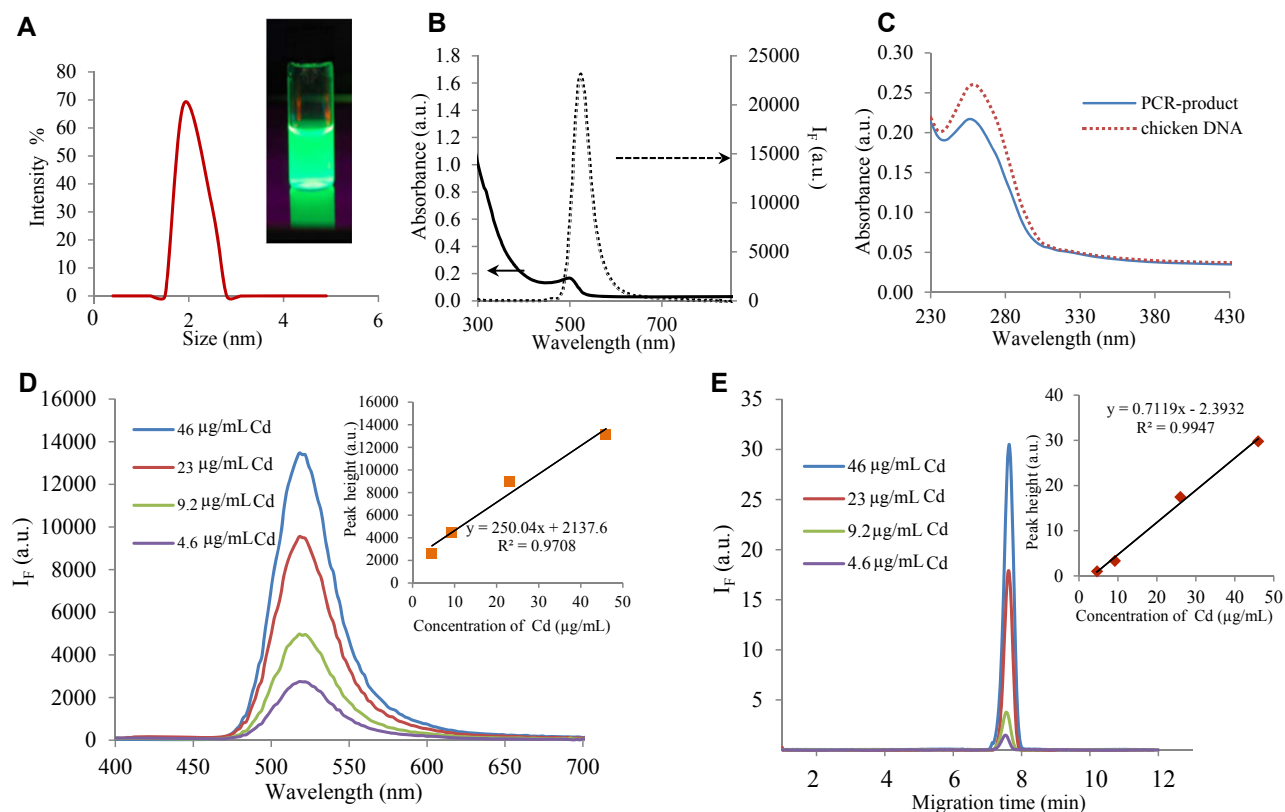 A
80
70
60
50
40
30
20
10
0
Intensity %
0
2
4
6
Size (nm)
B
1.8
1.6
1.4
1.2
1.0
0.8
0.6
0.4
0.2
0.0
Absorbance (a.u.)
300
500
700
Wavelength (nm)
25000
20000
15000
10000
5000
0
IF (a.u.)
C
0.30
0.25
0.20
0.15
0.10
0.05
0.00
Absorbance (a.u.)
PCR-product
chicken DNA
230
280
330
380
430
Wavelength (nm)
D
16000
14000
12000
10000
8000
6000
4000
2000
0
IF (a.u.)
46 µg/mL Cd
23 µg/mL Cd
9.2 µg/mL Cd
4.6 µg/mL Cd
400
450
500
550
600
650
700
Wavelength (nm)
16000
14000
12000
10000
8000
6000
4000
2000
0
Peak height (a.u.)
y = 250.04x + 2137.6
R² = 0.9708
0
10
20
30
40
50
Concentration of Cd (µg/mL)
E
35
30
25
20
15
10
5
IF (a.u.)
46 µg/mL Cd
23 µg/mL Cd
9.2 µg/mL Cd
4.6 µg/mL Cd
2
4
6
8
10
12
Migration time (min)
40
30
20
10
0
Peak height (a.u.)
y = 0.7119x - 2.3932
R² = 0.9947
0
10
20
30
40
50
Concentration of Cd (µg/mL)